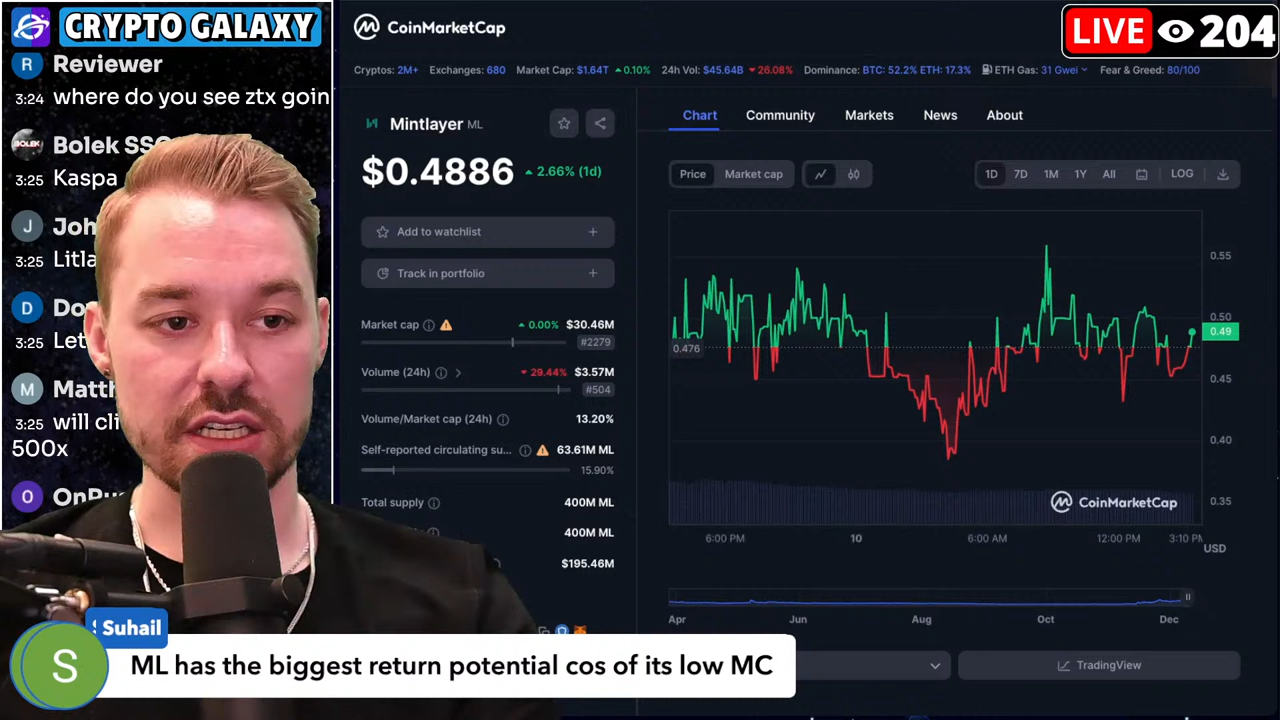 CRYPTO GALAXY
R
Reviewer
3:24
where do you see ztx goin
BOLEK
Bolek
3:25
Kaspa
J
3:25
D
3:25
M
3:25
will
500x
O
CoinMarketCap
LIVE
204
Cryptos: 2M+ Exchanges: 680 Market Cap: $1.64T 0.10% 24h Vol: $45.64B 26.08% Dominance: BTC: 52.2% ETH: 17.3% ETH Gas: 31 Gwei Fear & Greed: 80/100
Mintlayer ML
$0.4886 2.66% (1d)
Add to watchlist +
Track in portfolio +
Market cap 0.00% $30.46M
#2279
Volume (24h) 29.44% $3.57M
#504
Volume/Market cap (24h) 13.20%
Self-reported circulating su... 63.61M ML
15.90%
Total supply 400M ML
400M ML
$195.46M
Chart Community Markets News About
Price Market cap
1D 7D 1M 1Y All LOG
0.55
0.50
0.49
0.476
0.45
0.40
0.35
CoinMarketCap
6:00 PM 10 6:00 AM 12:00 PM 3:10 PM
USD
Apr Jun Aug Oct Dec
TradingView
Suhail
S
ML has the biggest return potential cos of its low MC